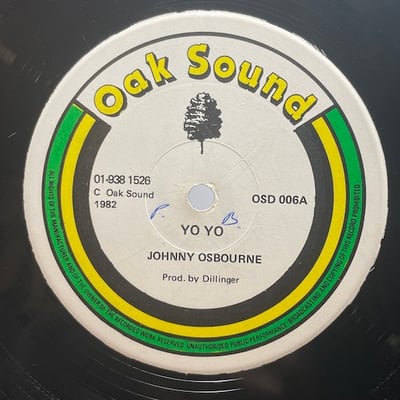 Oak Sound
01-938 1526
C Oak Sound
1982
OSD 006A
P. B.
YO YO
JOHNNY OSBOURNE
Prod. by Dillinger
ALL RIGHTS OF THE MANUFACTURER AND OF THE OWNER OF THE RECORDED WORK RESERVED. UNAUTHORISED PUBLIC PERFORMANCE, BROADCASTING AND COPYING OF THIS RECORD PROHIBITED